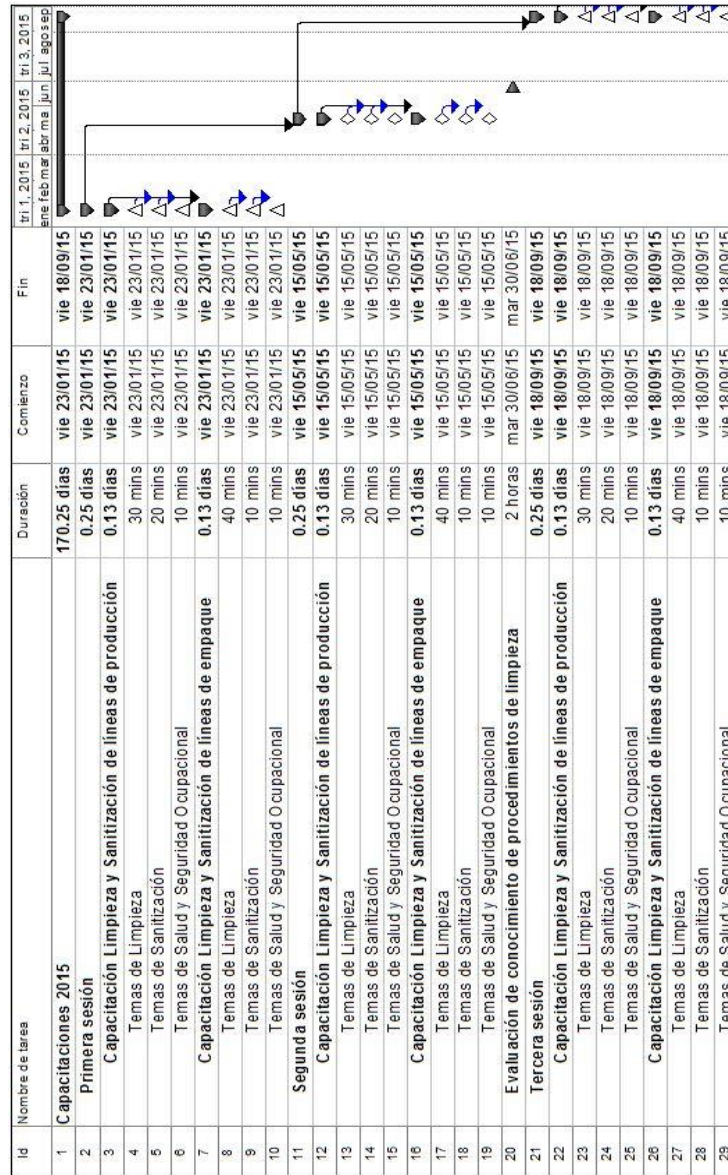 Id Nombre de tarea Duración Comienzo Fin tri 1, 2015 tri 2, 2015 tri 3, 2015
ene feb mar abr ma jun jul ago sep
1 Capacitaciones 2015 170.25 días vie 23/01/15 vie 18/09/15
2 Primera sesión 0.25 días vie 23/01/15 vie 23/01/15
3 Capacitación Limpieza y Sanitización de líneas de producción 0.13 días vie 23/01/15 vie 23/01/15
4 Temas de Limpieza 30 mins vie 23/01/15 vie 23/01/15
5 Temas de Sanitización 20 mins vie 23/01/15 vie 23/01/15
6 Temas de Salud y Seguridad Ocupacional 10 mins vie 23/01/15 vie 23/01/15
7 Capacitación Limpieza y Sanitización de líneas de empaque 0.13 días vie 23/01/15 vie 23/01/15
8 Temas de Limpieza 40 mins vie 23/01/15 vie 23/01/15
9 Temas de Sanitización 10 mins vie 23/01/15 vie 23/01/15
10 Temas de Salud y Seguridad Ocupacional 10 mins vie 23/01/15 vie 23/01/15
11 Segunda sesión 0.25 días vie 15/05/15 vie 15/05/15
12 Capacitación Limpieza y Sanitización de líneas de producción 0.13 días vie 15/05/15 vie 15/05/15
13 Temas de Limpieza 30 mins vie 15/05/15 vie 15/05/15
14 Temas de Sanitización 20 mins vie 15/05/15 vie 15/05/15
15 Temas de Salud y Seguridad Ocupacional 10 mins vie 15/05/15 vie 15/05/15
16 Capacitación Limpieza y Sanitización de líneas de empaque 0.13 días vie 15/05/15 vie 15/05/15
17 Temas de Limpieza 40 mins vie 15/05/15 vie 15/05/15
18 Temas de Sanitización 10 mins vie 15/05/15 vie 15/05/15
19 Temas de Salud y Seguridad Ocupacional 10 mins vie 15/05/15 vie 15/05/15
20 Evaluación de conocimiento de procedimientos de limpieza 2 horas mar 30/06/15 mar 30/06/15
21 Tercera sesión 0.25 días vie 18/09/15 vie 18/09/15
22 Capacitación Limpieza y Sanitización de líneas de producción 0.13 días vie 18/09/15 vie 18/09/15
23 Temas de Limpieza 30 mins vie 18/09/15 vie 18/09/15
24 Temas de Sanitización 20 mins vie 18/09/15 vie 18/09/15
25 Temas de Salud y Seguridad Ocupacional 10 mins vie 18/09/15 vie 18/09/15
26 Capacitación Limpieza y Sanitización de líneas de empaque 0.13 días vie 18/09/15 vie 18/09/15
27 Temas de Limpieza 40 mins vie 18/09/15 vie 18/09/15
28 Temas de Sanitización 10 mins vie 18/09/15 vie 18/09/15
29 Temas de Salud y Seguridad Ocupacional 10 mins vie 18/09/15 vie 18/09/15